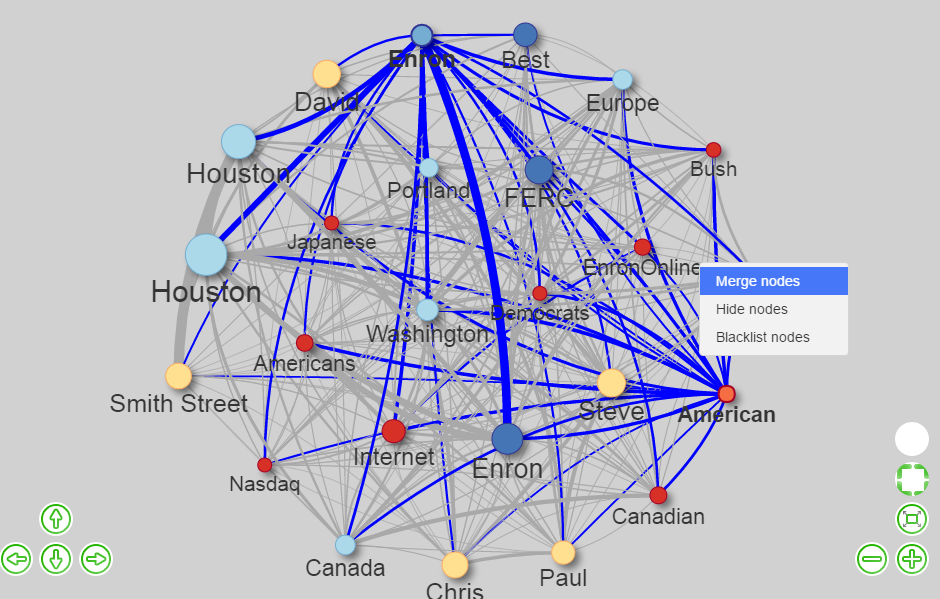 Enron
Best
David
Europe
Houston
Bush
Portland
FERC
Japanese
EnronOnline
Houston
Merge nodes
Hide nodes
Blacklist nodes
Democrats
Washington
Americans
Smith Street
Steve
American
Internet
Enron
Nasdaq
Canadian
Canada
Paul
Chris